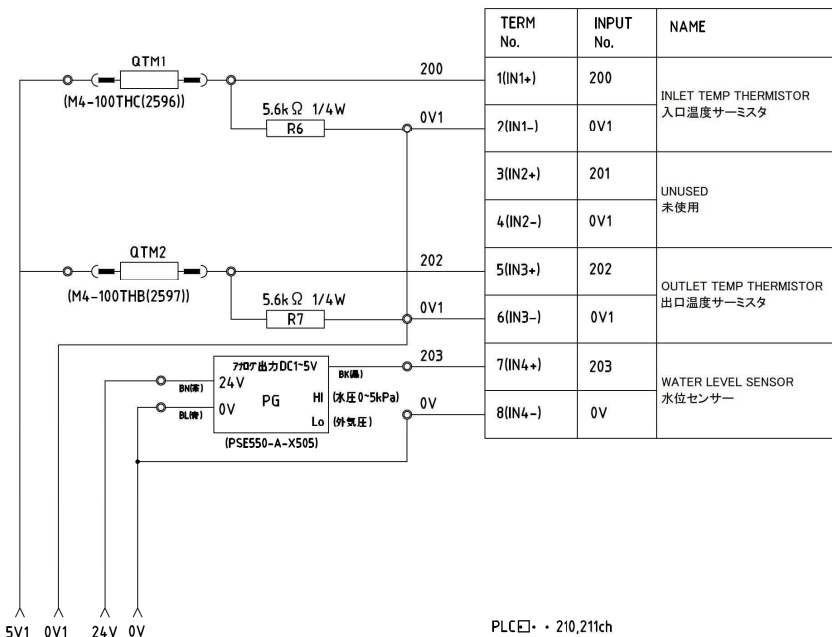 TERM No.
INPUT No.
NAME
QTM1
(M4-100THC(2596))
200
1(IN1+)
200
INLET TEMP THERMISTOR
入口温度サーミスタ
5.6kΩ 1/4W
R6
0V1
2(IN1-)
0V1
3(IN2+)
201
UNUSED
未使用
4(IN2-)
0V1
QTM2
(M4-100THB(2597))
202
5(IN3+)
202
OUTLET TEMP THERMISTOR
出口温度サーミスタ
5.6kΩ 1/4W
R7
0V1
6(IN3-)
0V1
アナログ出力DC1~5V
BK(黒)
203
7(IN4+)
203
WATER LEVEL SENSOR
水位センサー
BN(茶)
24V
PG
HI (水圧0~5kPa)
BL(青)
0V
Lo (外気圧)
0V
8(IN4-)
0V
(PSE550-A-X505)
5V1 0V1 24V 0V
PLC・・210,211ch